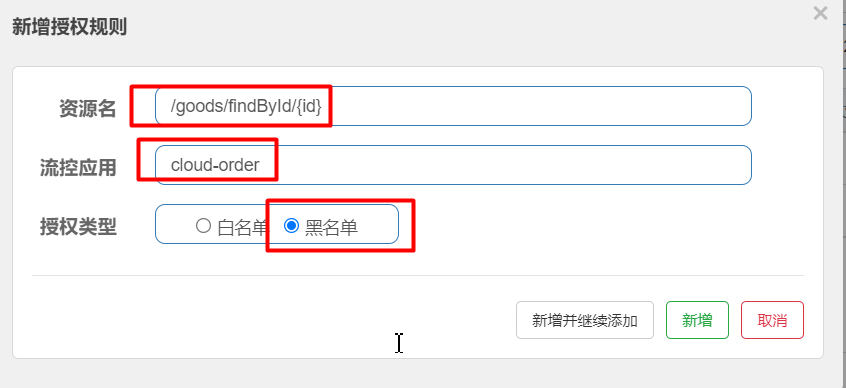 新增授权规则
×
资源名 /goods/findById/{id}
流控应用 cloud-order
授权类型 白名单 黑名单
新增并继续添加 新增 取消